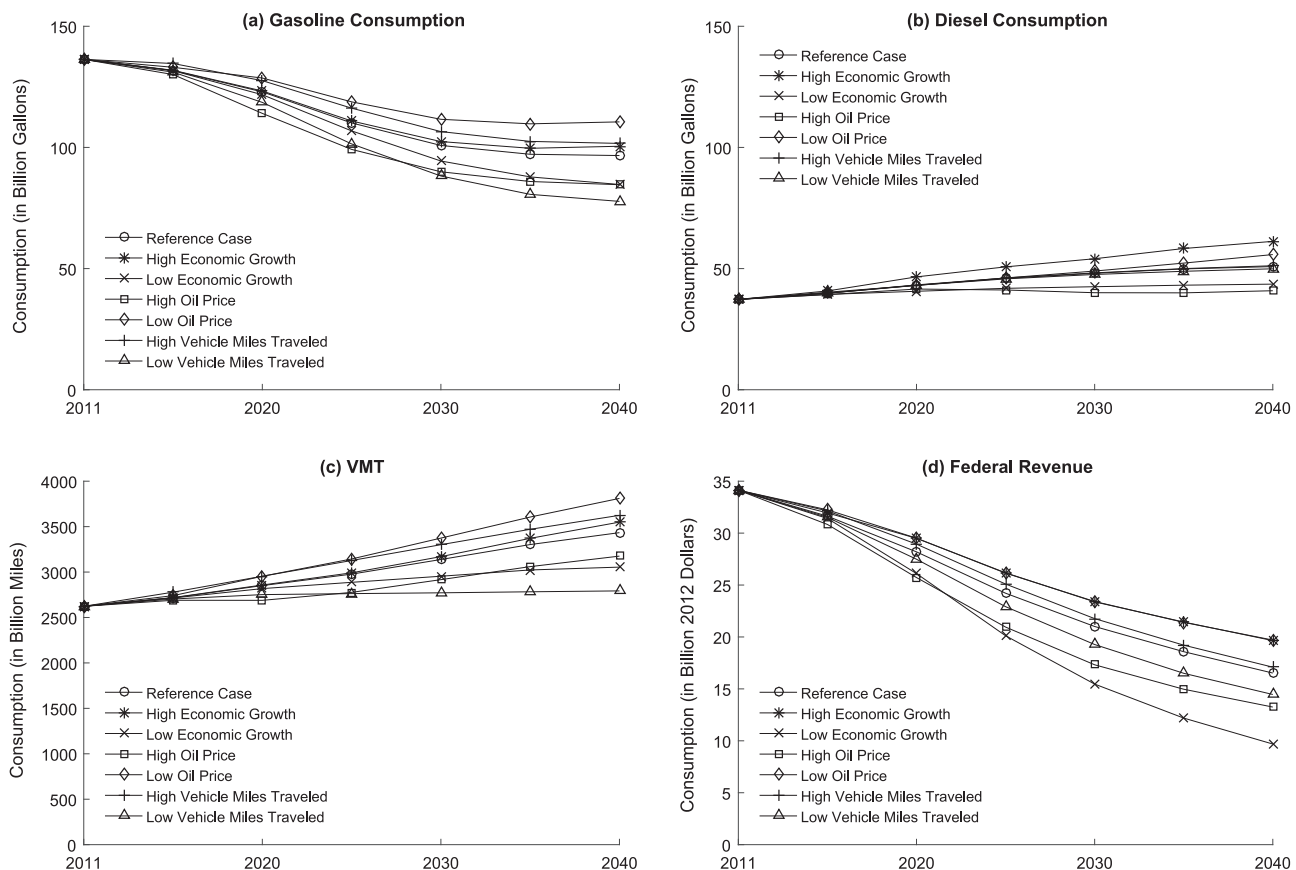 (a) Gasoline Consumption
150
100
50
0
Consumption (in Billion Gallons)
Reference Case
High Economic Growth
Low Economic Growth
High Oil Price
Low Oil Price
High Vehicle Miles Traveled
Low Vehicle Miles Traveled
2011 2020 2030 2040
(b) Diesel Consumption
150
100
50
0
Consumption (in Billion Gallons)
Reference Case
High Economic Growth
Low Economic Growth
High Oil Price
Low Oil Price
High Vehicle Miles Traveled
Low Vehicle Miles Traveled
2011 2020 2030 2040
(c) VMT
4000
3500
3000
2500
2000
1500
1000
500
0
Consumption (in Billion Miles)
Reference Case
High Economic Growth
Low Economic Growth
High Oil Price
Low Oil Price
High Vehicle Miles Traveled
Low Vehicle Miles Traveled
2011 2020 2030 2040
(d) Federal Revenue
35
30
25
20
15
10
5
0
Consumption (in Billion 2012 Dollars)
Reference Case
High Economic Growth
Low Economic Growth
High Oil Price
Low Oil Price
High Vehicle Miles Traveled
Low Vehicle Miles Traveled
2011 2020 2030 2040